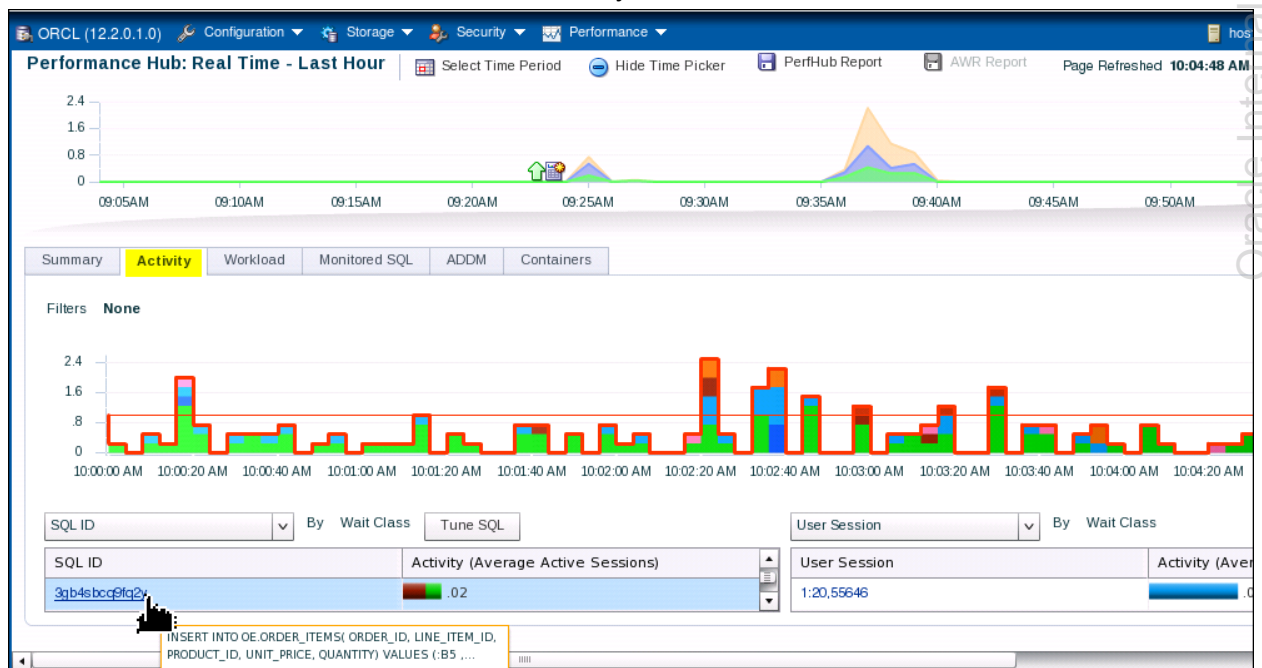 ORCL (12.2.0.1.0) Configuration Storage Security Performance hos
Performance Hub: Real Time - Last Hour Select Time Period Hide Time Picker PerfHub Report AWR Report Page Refreshed 10:04:48 AM
2.4
1.6
0.8
0
09:05AM 09:10AM 09:15AM 09:20AM 09:25AM 09:30AM 09:35AM 09:40AM 09:45AM 09:50AM
Summary Activity Workload Monitored SQL ADDM Containers
Filters None
2.4
1.6
.8
0
10:00:00 AM 10:00:20 AM 10:00:40 AM 10:01:00 AM 10:01:20 AM 10:01:40 AM 10:02:00 AM 10:02:20 AM 10:02:40 AM 10:03:00 AM 10:03:20 AM 10:03:40 AM 10:04:00 AM 10:04:20 AM
SQL ID By Wait Class Tune SQL User Session By Wait Class
SQL ID Activity (Average Active Sessions) User Session Activity (Aver
.02 1:20,55646 .0
INSERT INTO OE.ORDER_ITEMS( ORDER_ID, LINE_ITEM_ID,
PRODUCT_ID, UNIT_PRICE, QUANTITY) VALUES (:B5 ,...
Oracle Internal